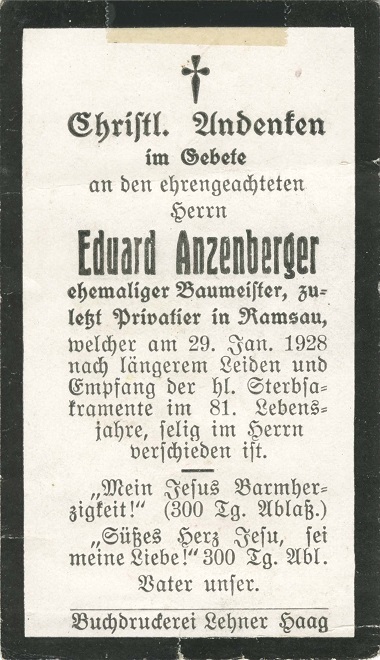 Christl. Andenken
im Gebete
an den ehrengeachteten
Herrn
Eduard Anzenberger
ehemaliger Baumeister, zu-
letzt Privatier in Ramsau,
welcher am 29. Jan. 1928
nach längerem Leiden und
Empfang der hl. Sterbsa-
kramente im 81. Lebens-
jahre, selig im Herrn
verschieden ist.
„Mein Jesus Barmher-
zigkeit!" (300 Tg. Ablaß.)
„Süßes Herz Jesu, sei
meine Liebe!" 300 Tg. Abl.
Vater unser.
Buchdruckerei Lehner Haag